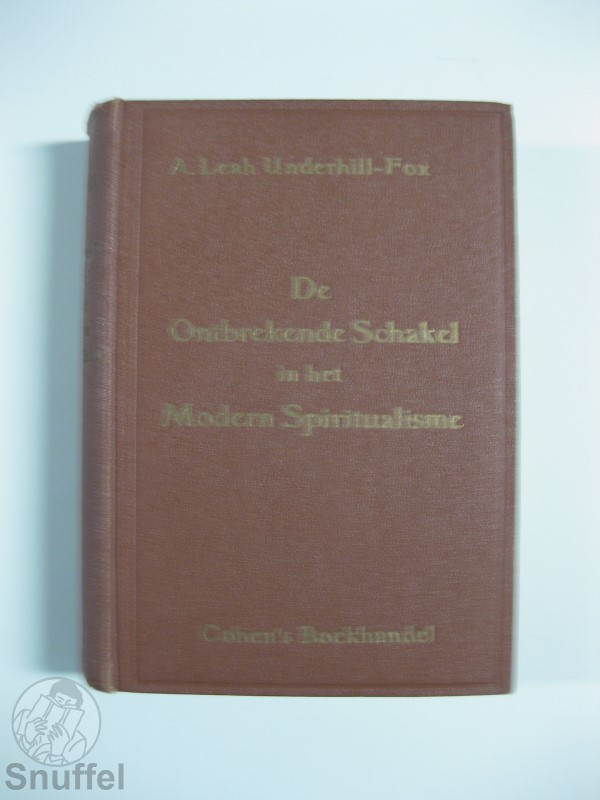 A. Leah Underhill-Fox
De
Ontbrekende Schakel
in het
Modern Spiritualisme
Cohen's Boekhandel
Snuffel